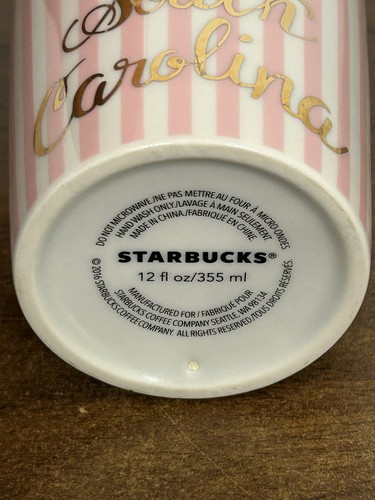 South
Carolina
DO NOT MICROWAVE./NE PAS METTRE AU FOUR À MICRO-ONDES
HAND WASH ONLY./LAVAGE À MAIN SEULEMENT
MADE IN CHINA./FABRIQUE EN CHINE.
STARBUCKS®
12 fl oz/355 ml
MANUFACTURED FOR / FABRIQUÉ POUR
STARBUCKS COFFEE COMPANY SEATTLE, WA 98134.
© 2016 STARBUCKS COFFEE COMPANY. ALL RIGHTS RESERVED./TOUS DROITS RÉSERVÉS.